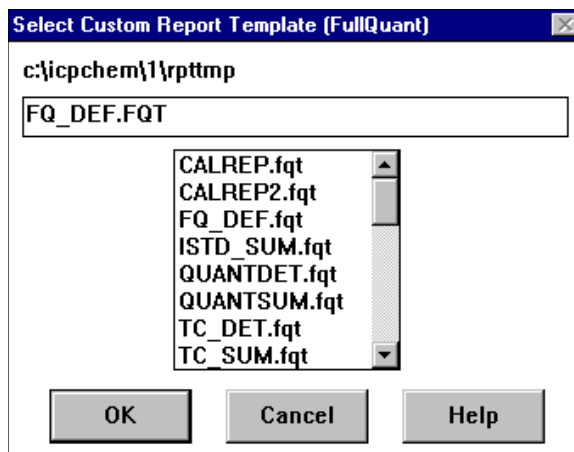 Select Custom Report Template (FullQuant)
c:\icpchem\1\rpttmp
FQ_DEF.FQT
CALREP.fqt
CALREP2.fqt
FQ_DEF.fqt
ISTD_SUM.fqt
QUANTDET.fqt
QUANTSUM.fqt
TC_DET.fqt
TC_SUM.fqt
OK Cancel Help